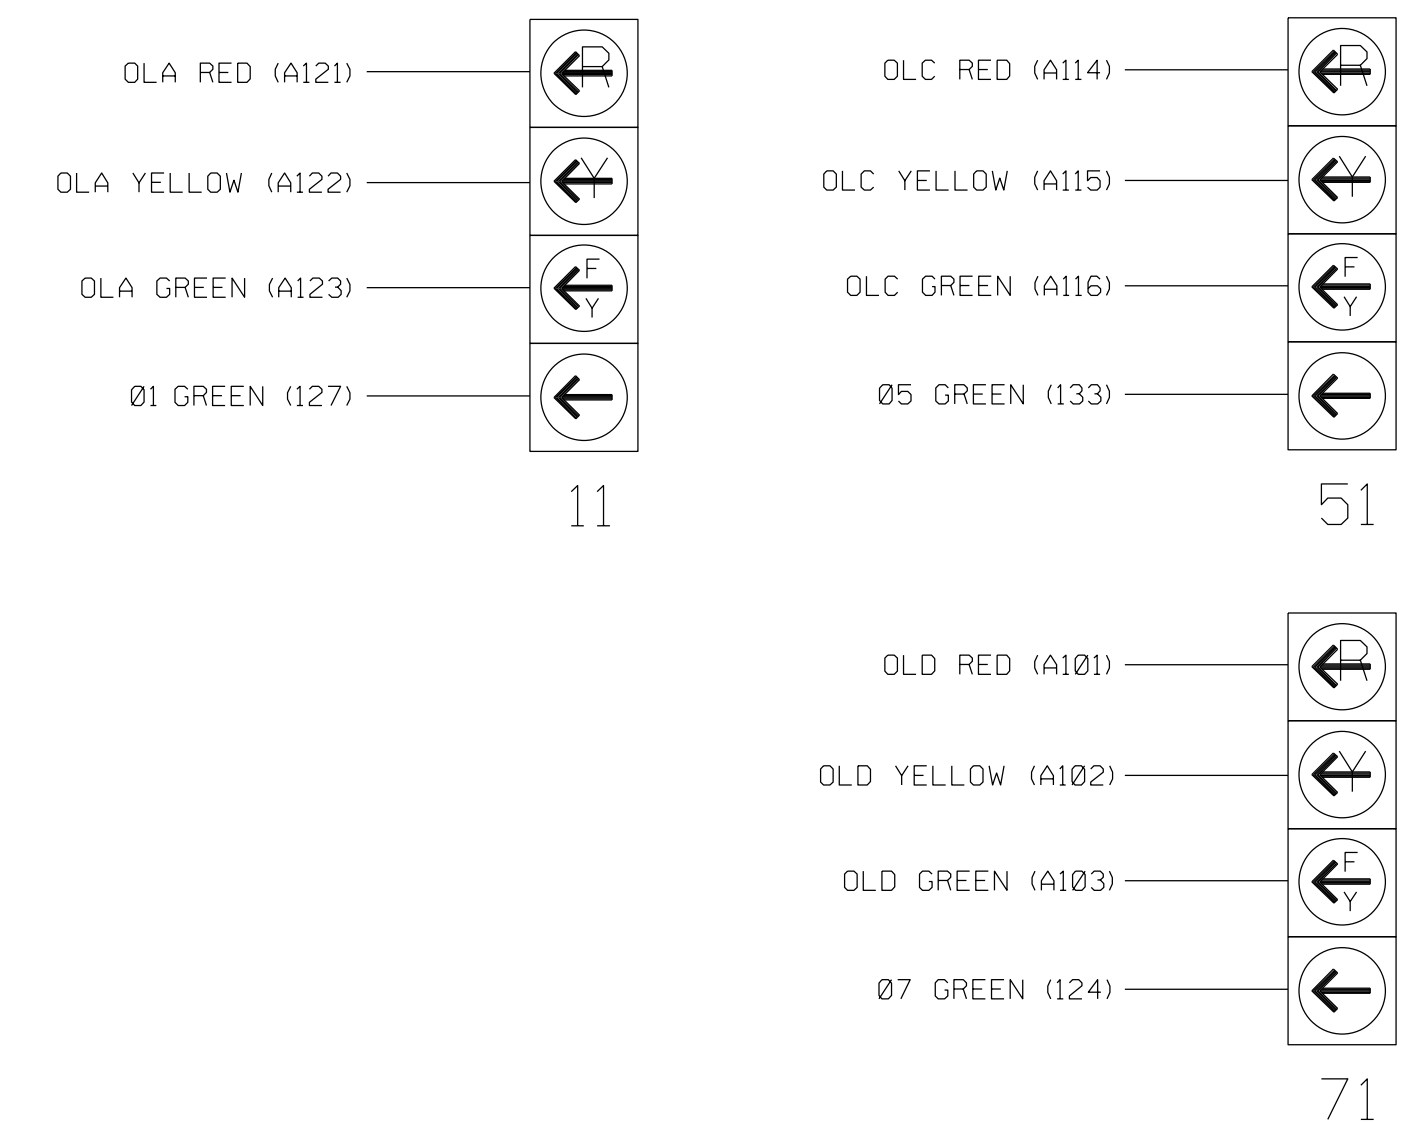 OLA RED (A121)
R
OLA YELLOW (A122)
Y
OLA GREEN (A123)
F
Y
Ø1 GREEN (127)
11
OLC RED (A114)
R
OLC YELLOW (A115)
Y
OLC GREEN (A116)
F
Y
Ø5 GREEN (133)
51
OLD RED (A1Ø1)
R
OLD YELLOW (A1Ø2)
Y
OLD GREEN (A1Ø3)
F
Y
Ø7 GREEN (124)
71